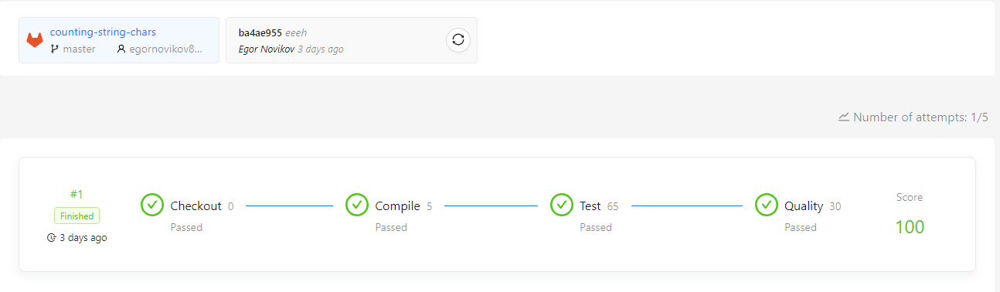 counting-string-chars
master egornovikov8...
ba4ae955 eeeh
Egor Novikov 3 days ago
Number of attempts: 1/5
#1
Finished
3 days ago
Checkout 0
Passed
Compile 5
Passed
Test 65
Passed
Quality 30
Passed
Score
100